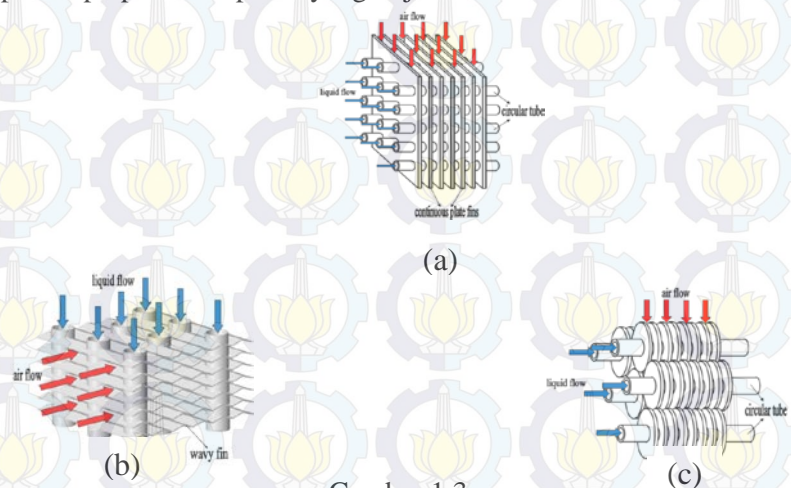 air flow
liquid flow
circular tube
continuous plate fins
(a)
liquid flow
air flow
wavy fin
(b)
air flow
liquid flow
circular tube
(c)